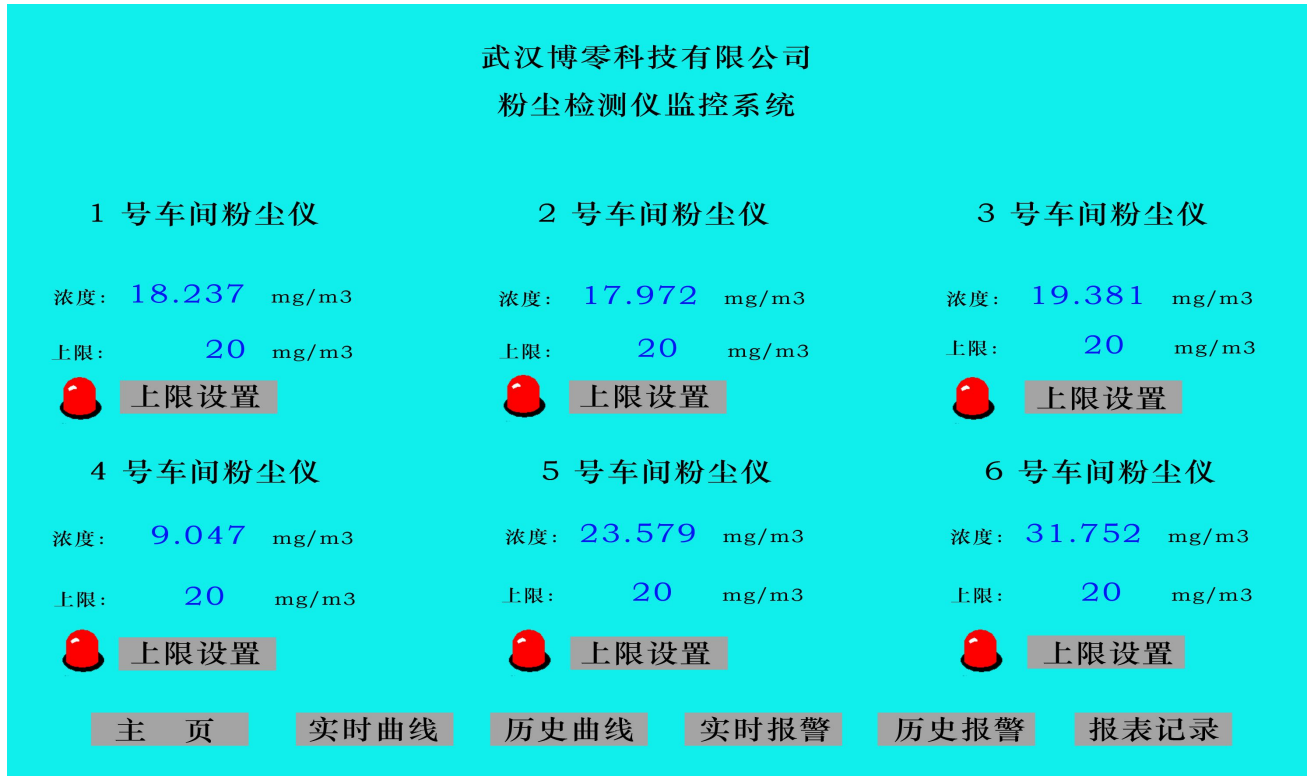 武汉博零科技有限公司
粉尘检测仪监控系统
1 号车间粉尘仪
2 号车间粉尘仪
3 号车间粉尘仪
浓度: 18.237 mg/m3
浓度: 17.972 mg/m3
浓度: 19.381 mg/m3
上限: 20 mg/m3
上限: 20 mg/m3
上限: 20 mg/m3
上限设置
上限设置
上限设置
4 号车间粉尘仪
5 号车间粉尘仪
6 号车间粉尘仪
浓度: 9.047 mg/m3
浓度: 23.579 mg/m3
浓度: 31.752 mg/m3
上限: 20 mg/m3
上限: 20 mg/m3
上限: 20 mg/m3
上限设置
上限设置
上限设置
主 页
实时曲线
历史曲线
实时报警
历史报警
报表记录